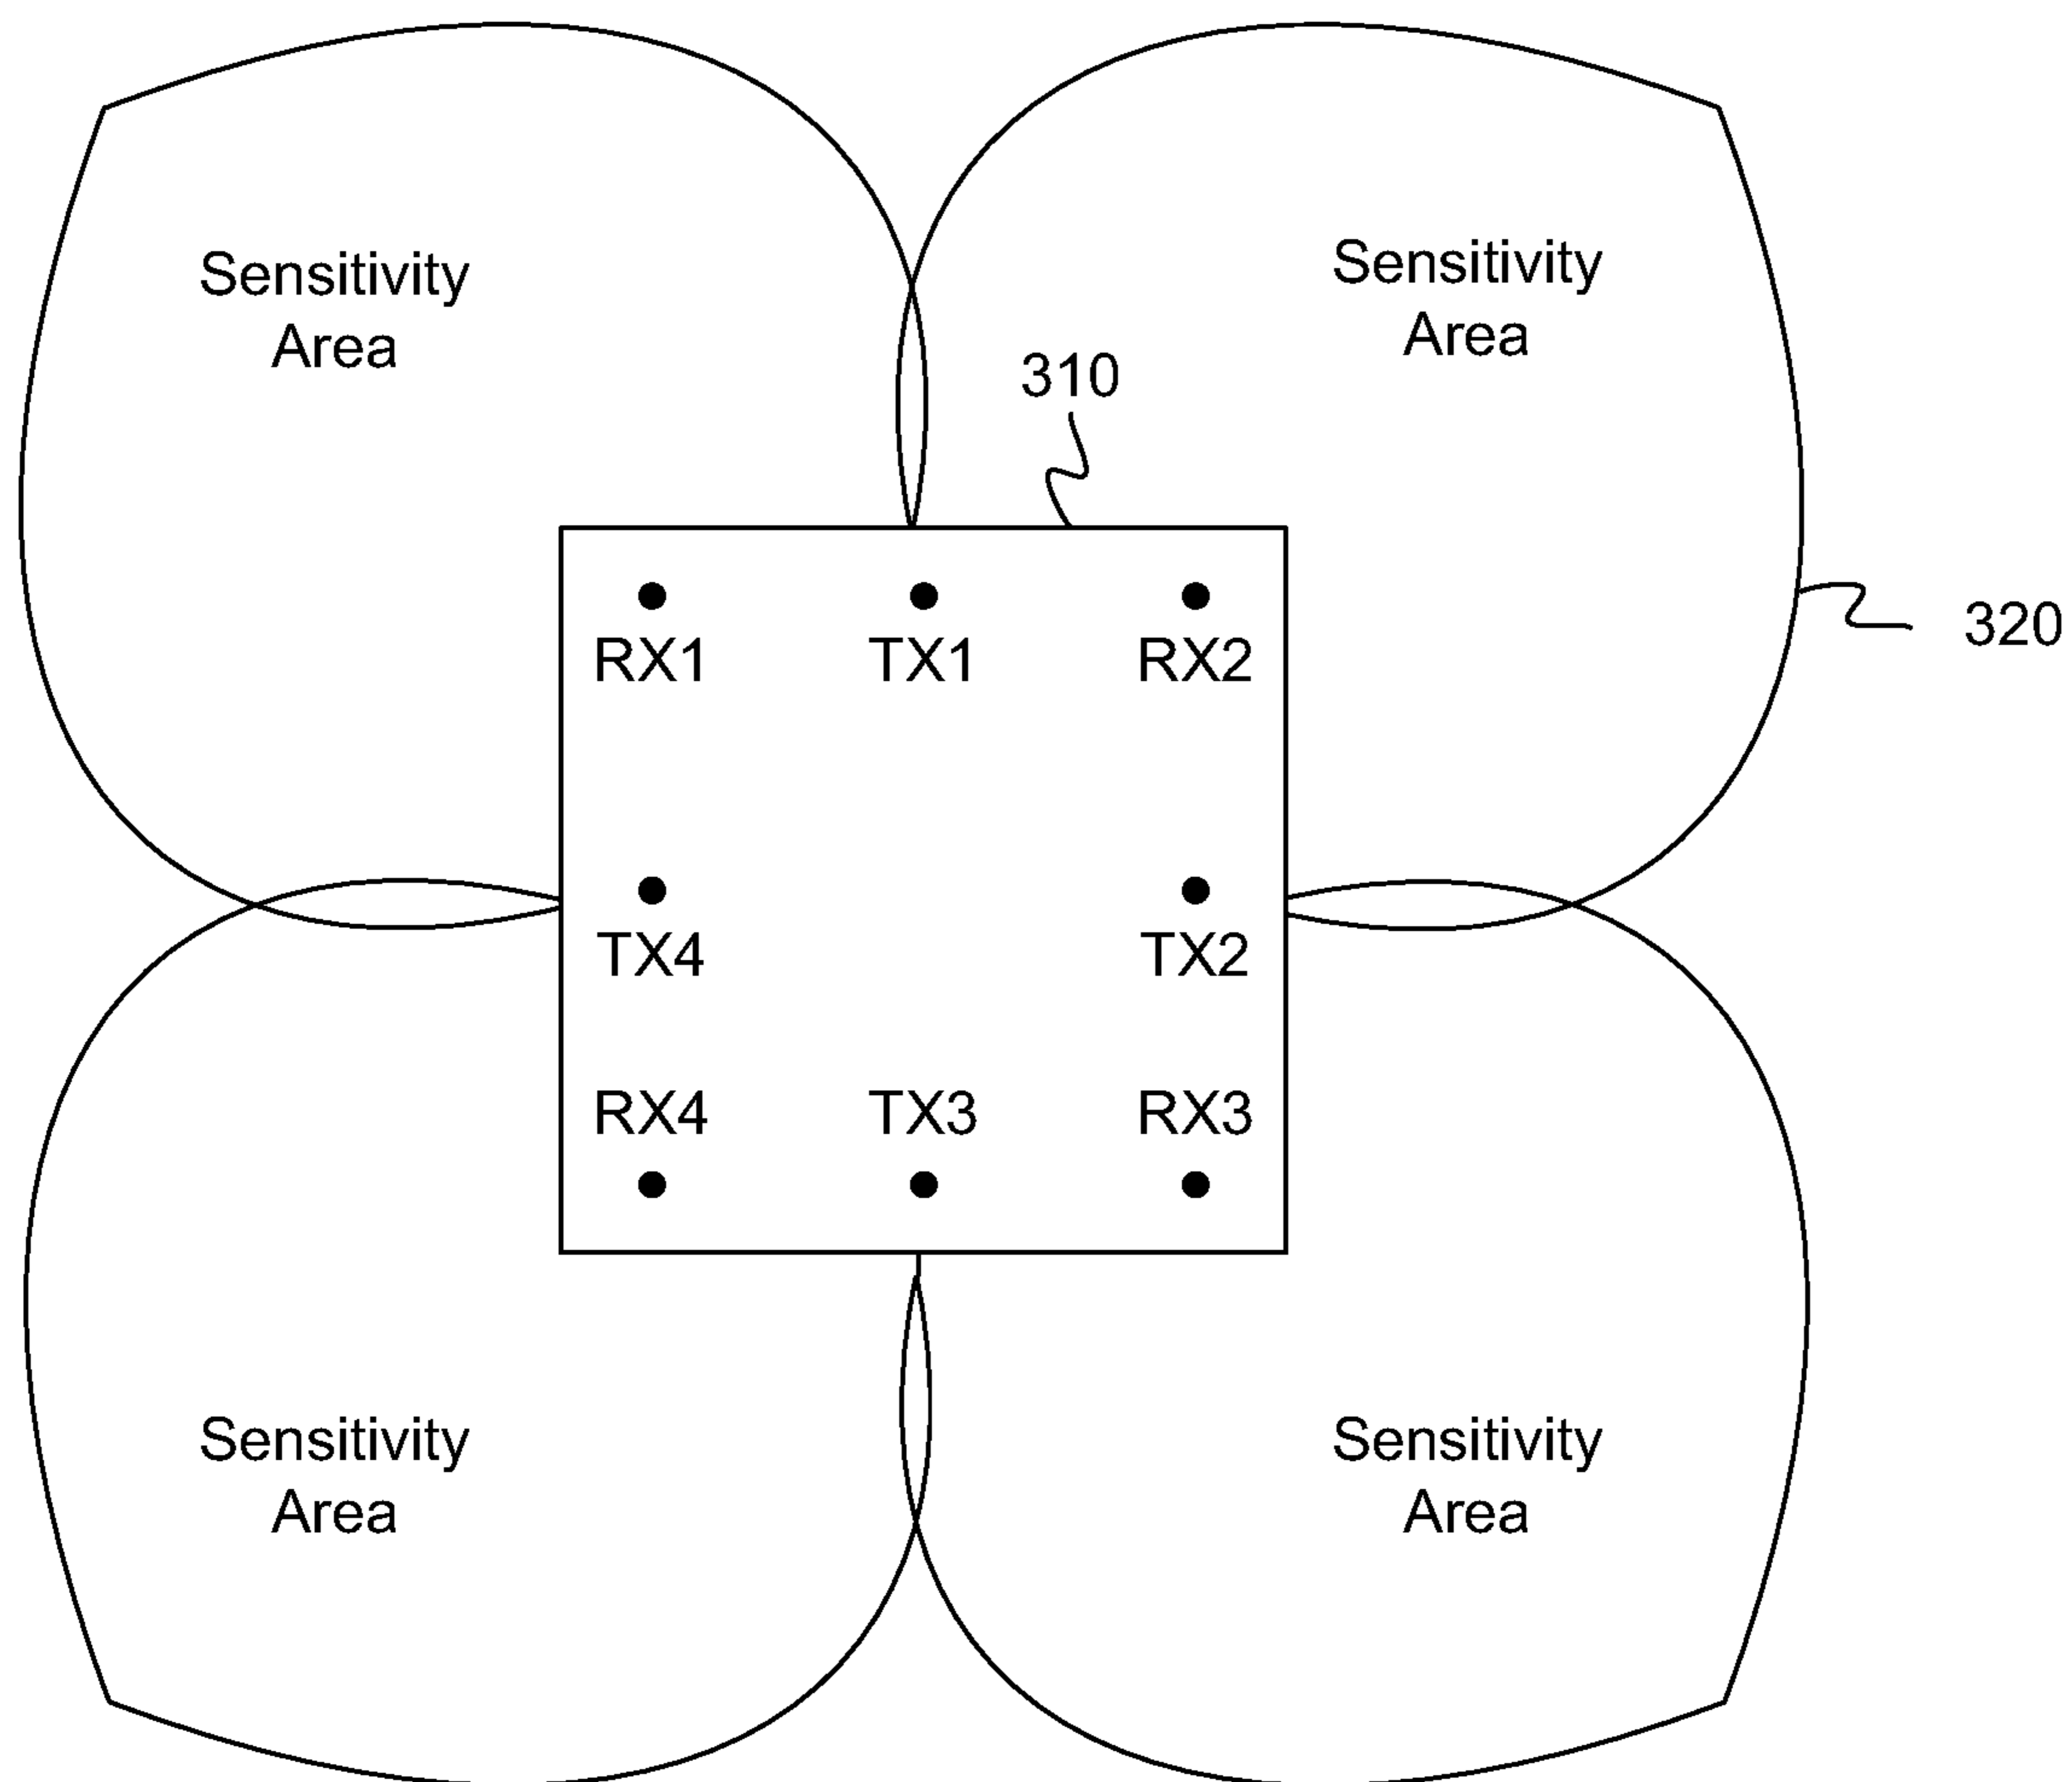 Sensitivity
Area
Sensitivity
Area
310
320
RX1
TX1
RX2
TX4
TX2
RX4
TX3
RX3
Sensitivity
Area
Sensitivity
Area